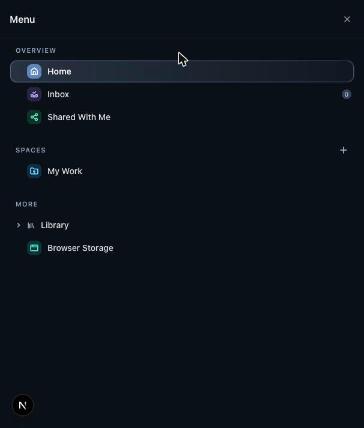 Menu
OVERVIEW
Home
Inbox
0
Shared With Me
SPACES
My Work
MORE
Library
Browser Storage
N